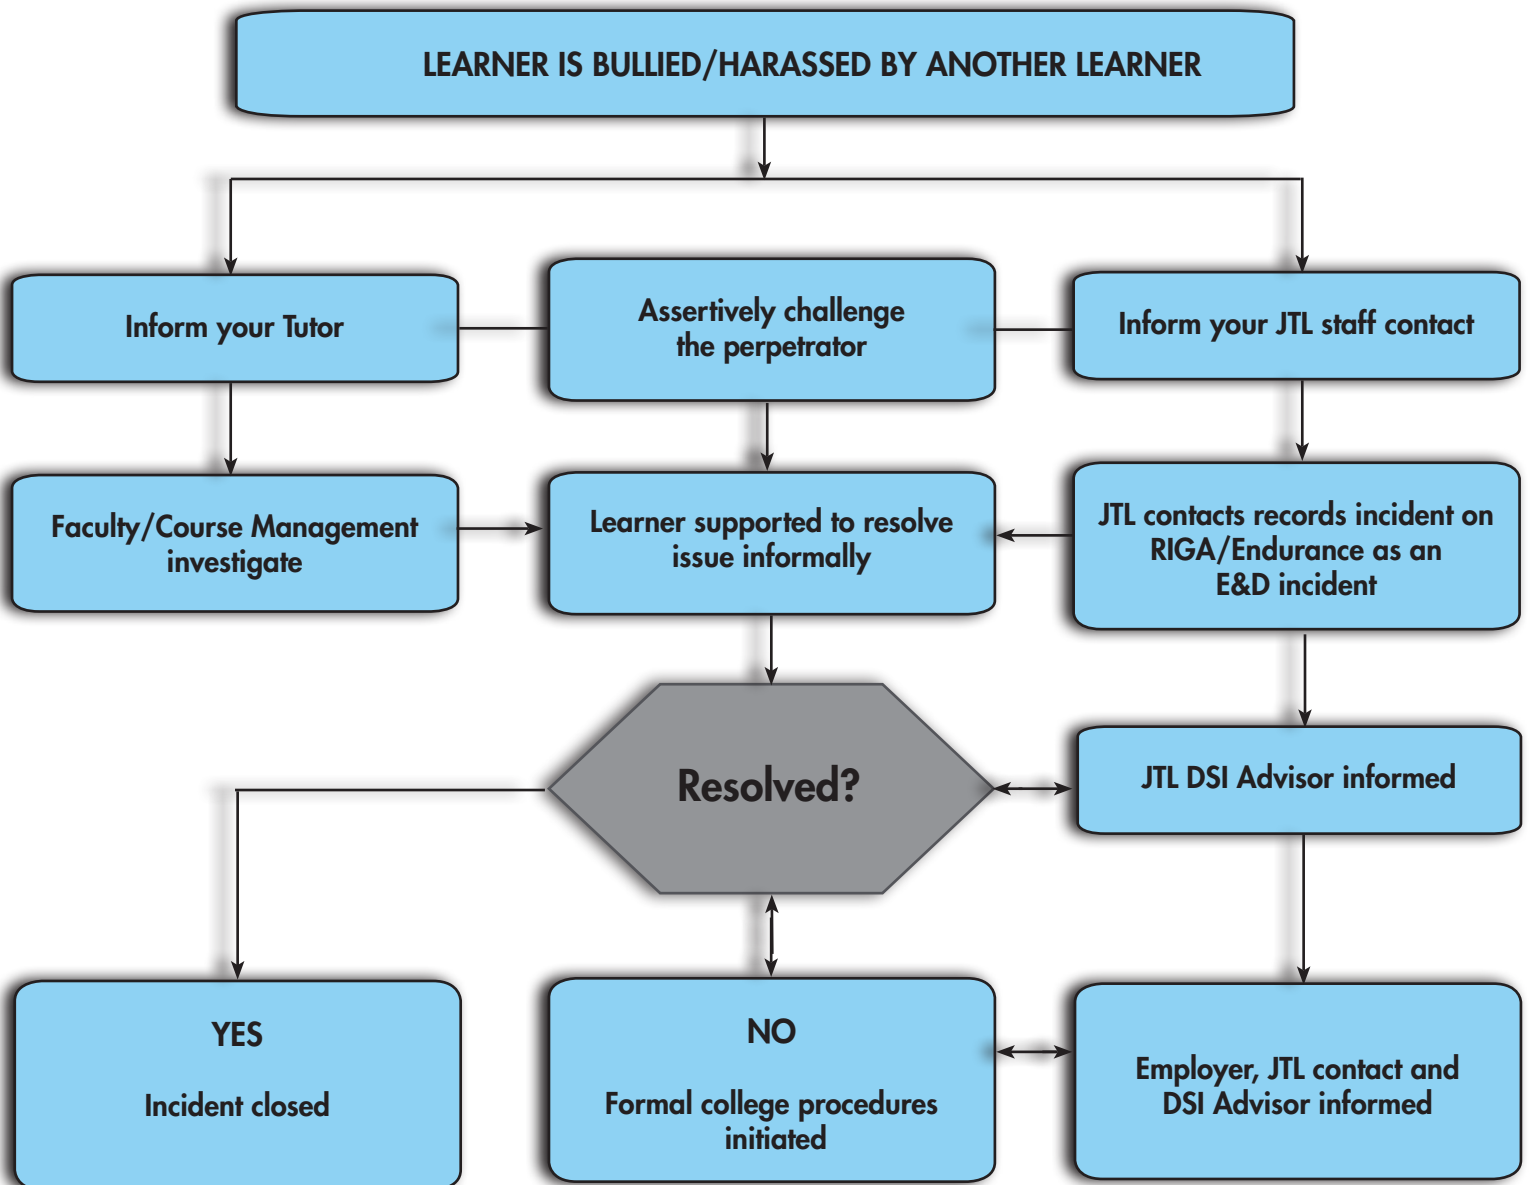 LEARNER IS BULLIED/HARASSED BY ANOTHER LEARNER
Inform your Tutor
Assertively challenge
the perpetrator
Inform your JTL staff contact
Faculty/Course Management
investigate
Learner supported to resolve
issue informally
JTL contacts records incident on
RIGA/Endurance as an
E&D incident
Resolved?
JTL DSI Advisor informed
YES
Incident closed
NO
Formal college procedures
initiated
Employer, JTL contact and
DSI Advisor informed